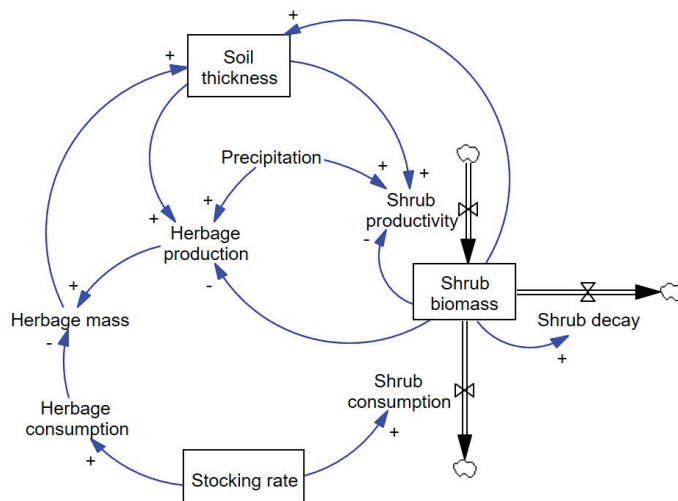 +
+
Soil
thickness
Precipitation
+
+
Shrub
productivity
+
+
Herbage
production
-
-
Shrub
biomass
+
Herbage mass
-
Shrub decay
+
Shrub
consumption
+
Herbage
consumption
+
Stocking rate